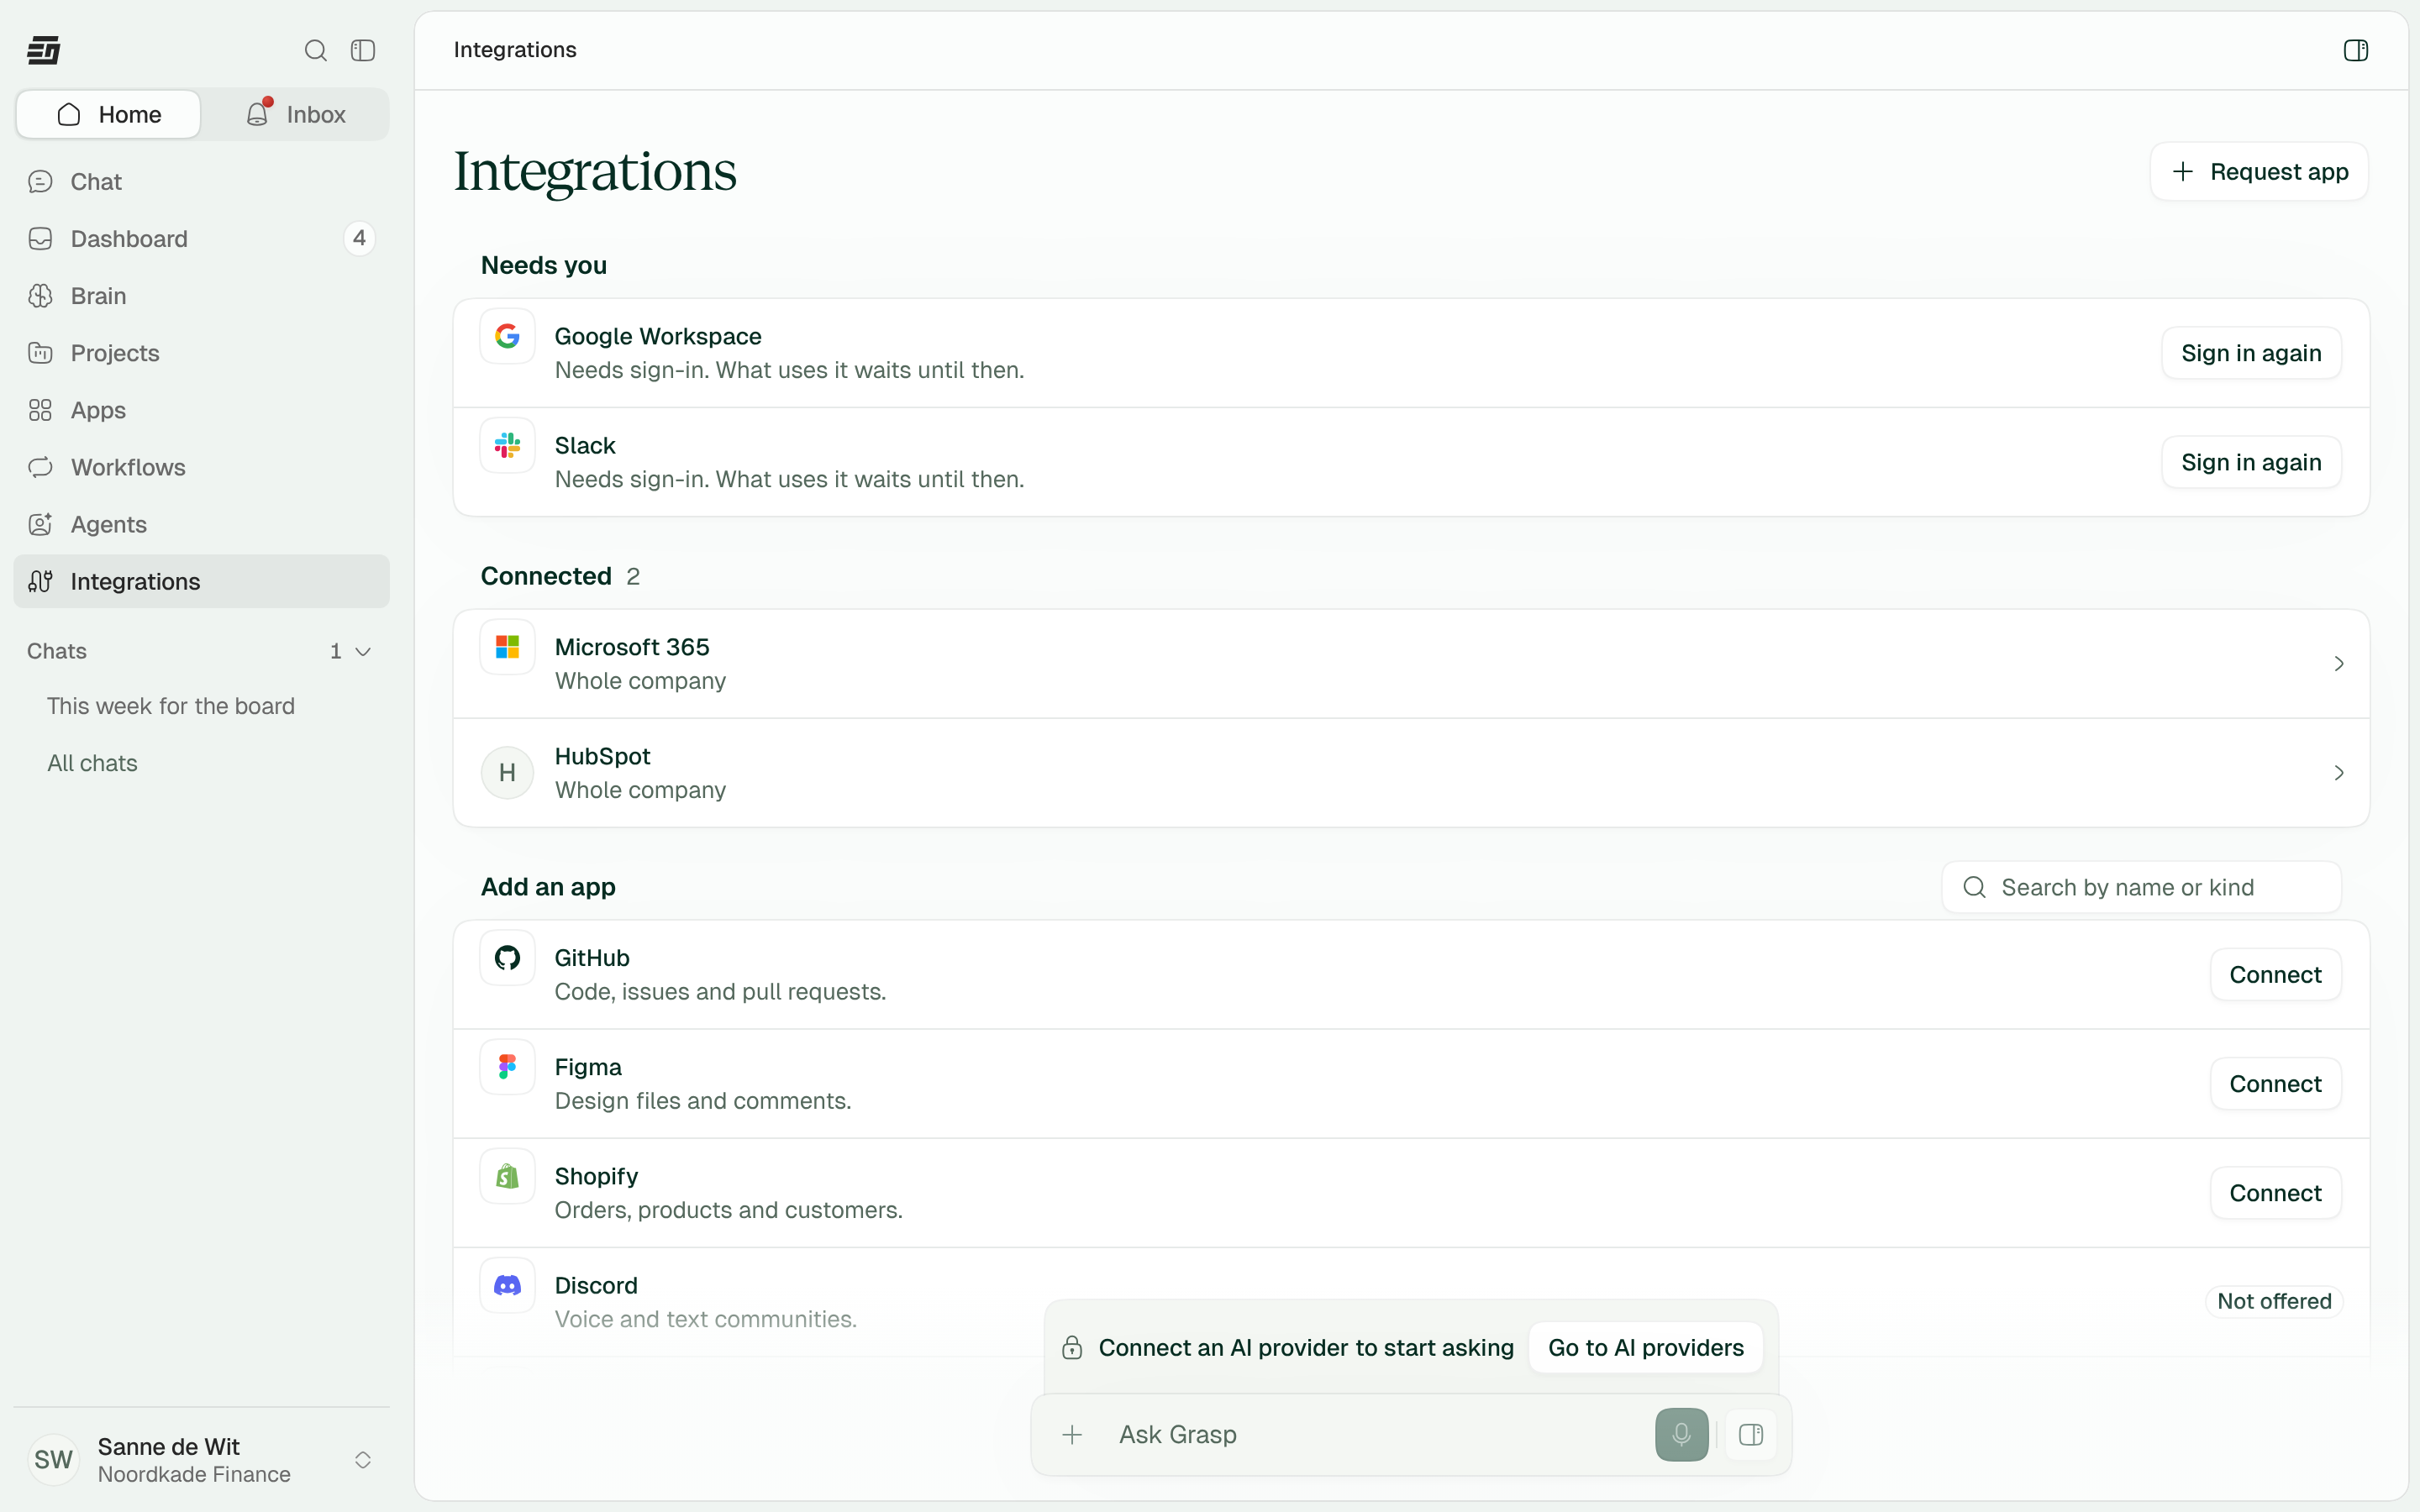 Home
Inbox
Chat
Dashboard
4
Brain
Projects
Apps
Workflows
Agents
Integrations
Chats
1
This week for the board
All chats
SW
Sanne de Wit
Noordkade Finance
Integrations
Integrations
Request app
Needs you
Google Workspace
Needs sign-in. What uses it waits until then.
Sign in again
Slack
Needs sign-in. What uses it waits until then.
Sign in again
Connected 2
Microsoft 365
Whole company
H
HubSpot
Whole company
Add an app
Search by name or kind
GitHub
Code, issues and pull requests.
Connect
Figma
Design files and comments.
Connect
Shopify
Orders, products and customers.
Connect
Discord
Voice and text communities.
Not offered
Connect an AI provider to start asking
Go to AI providers
Ask Grasp